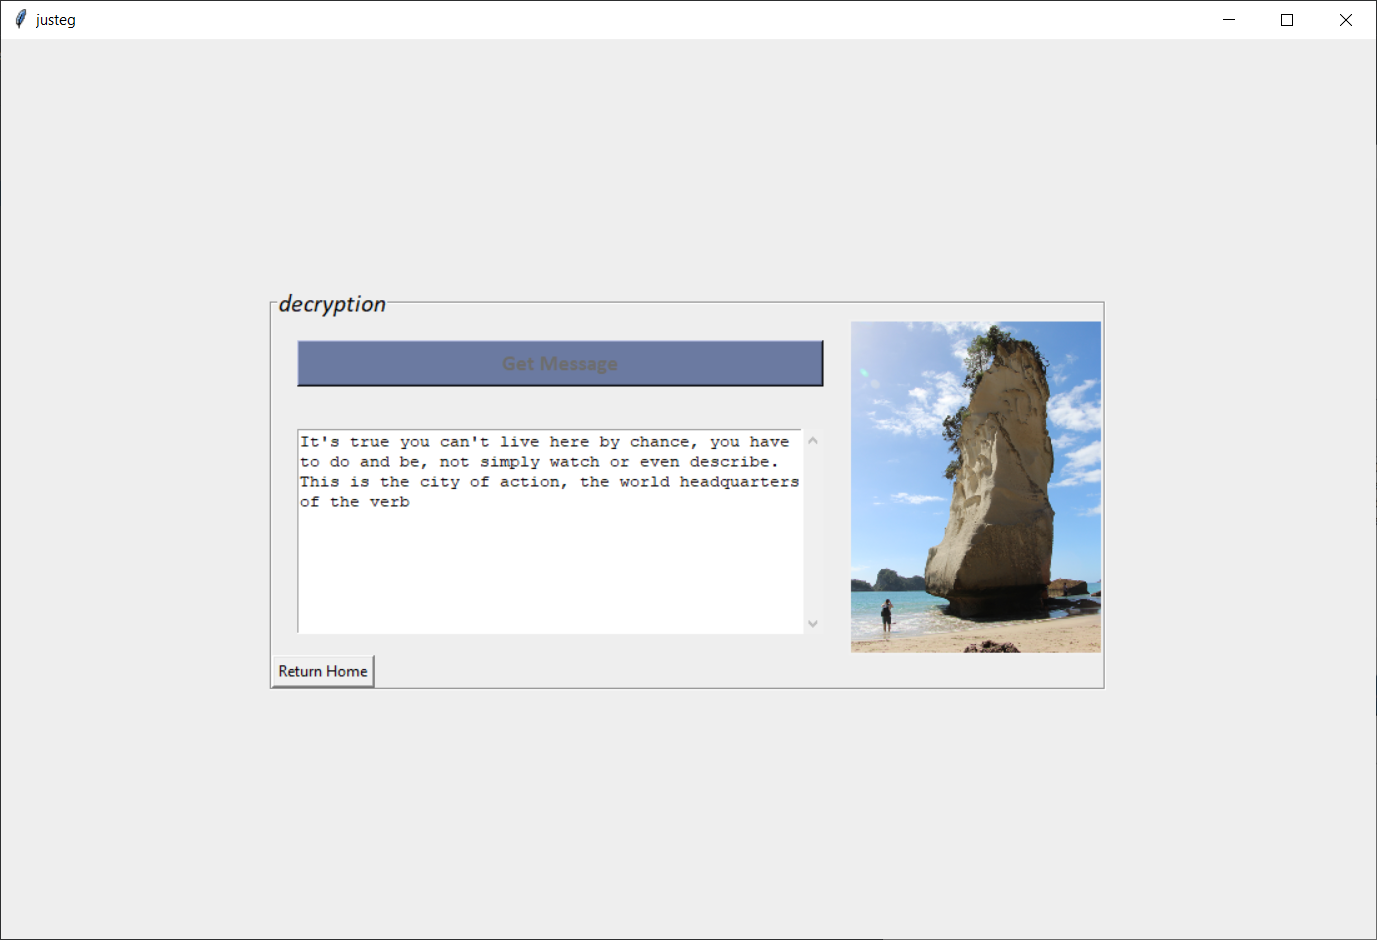 justeg
decryption
Get Message
It's true you can't live here by chance, you have
to do and be, not simply watch or even describe.
This is the city of action, the world headquarters
of the verb
Return Home